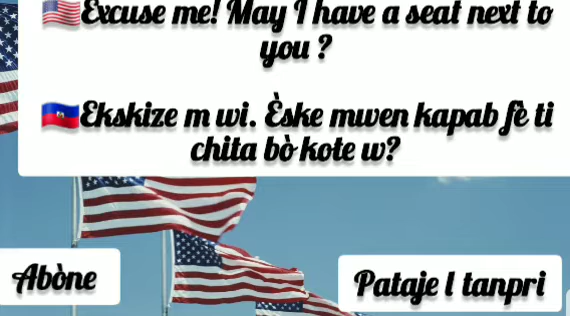 🇺🇸Excuse me! May I have a seat next to
you ?
🇭🇹Ekskize m wi. Èske mwen kapab fè ti
chita bò kote w?
Abòne
Pataje l tanpri